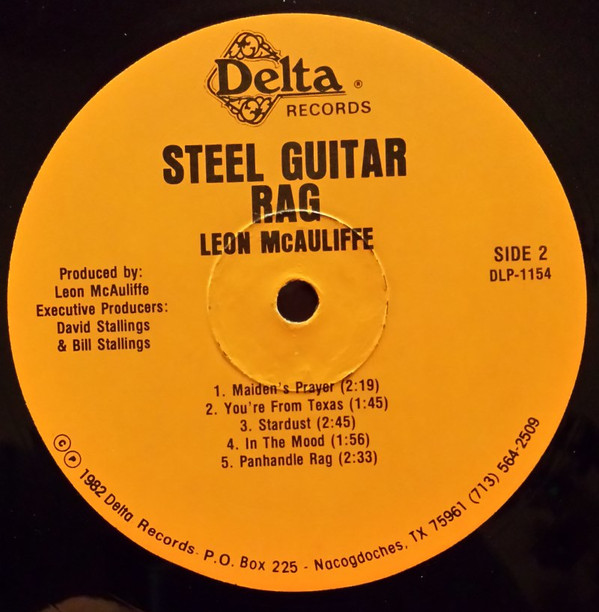 Delta ®
RECORDS
STEEL GUITAR
RAG
LEON McAULIFFE
Produced by:
Leon McAuliffe
Executive Producers:
David Stallings
& Bill Stallings
SIDE 2
DLP-1154
1. Maiden's Prayer (2:19)
2. You're From Texas (1:45)
3. Stardust (2:45)
4. In The Mood (1:56)
5. Panhandle Rag (2:33)
© ℗ 1982 Delta Records- P.O. Box 225 - Nacogdoches, TX 75961 (713) 564-2509